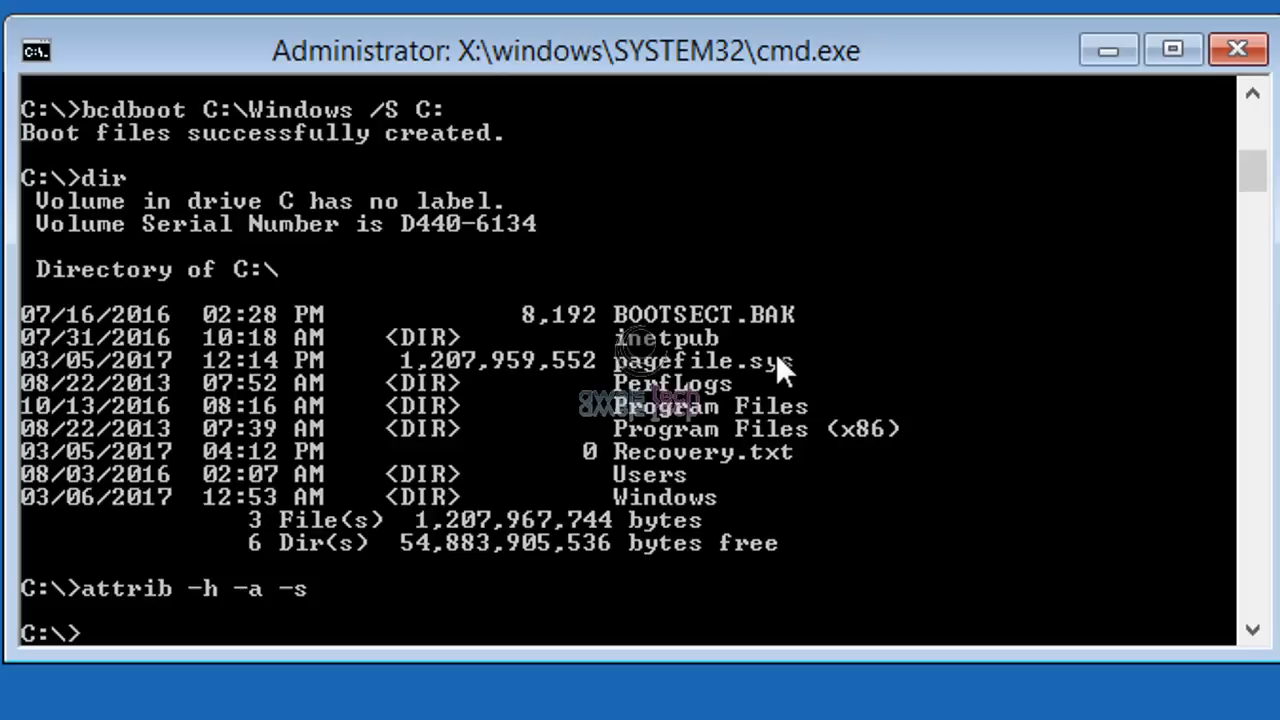 Administrator: X:\windows\SYSTEM32\cmd.exe
C:\>bcdboot C:\Windows /S C:
Boot files successfully created.
C:\>dir
Volume in drive C has no label.
Volume Serial Number is D440-6134
Directory of C:\
07/16/2016 02:28 PM 8,192 BOOTSECT.BAK
07/31/2016 10:18 AM <DIR> inetpub
03/05/2017 12:14 PM 1,207,959,552 pagefile.sys
08/22/2013 07:52 AM <DIR> PerfLogs
10/13/2016 08:16 AM <DIR> Program Files
08/22/2013 07:39 AM <DIR> Program Files (x86)
03/05/2017 04:12 PM 0 Recovery.txt
08/03/2016 02:07 AM <DIR> Users
03/06/2017 12:53 AM <DIR> Windows
3 File(s) 1,207,967,744 bytes
6 Dir(s) 54,883,905,536 bytes free
C:\>attrib -h -a -s
C:\>